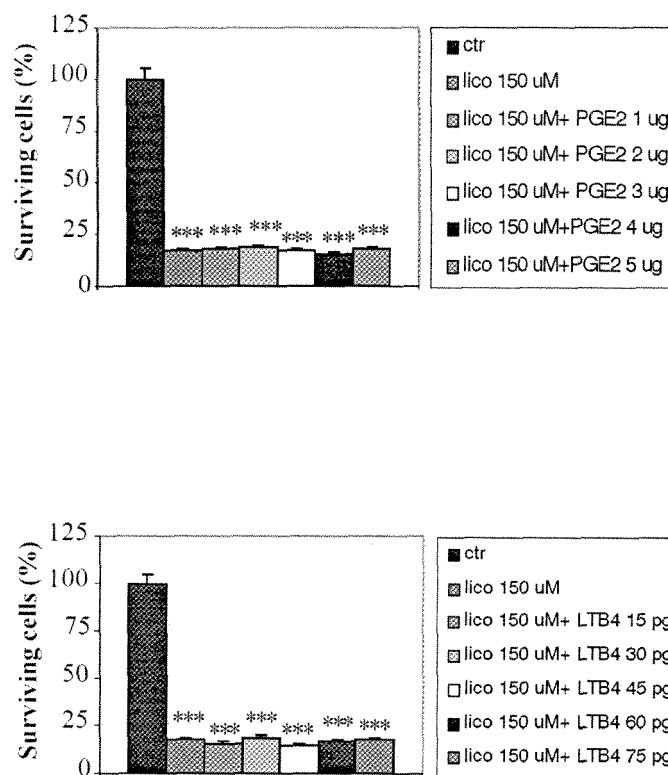 Surviving cells (%)
125
100
75
50
25
0
*** *** *** *** *** ***
ctr
lico 150 uM
lico 150 uM+ PGE2 1 ug
lico 150 uM+ PGE2 2 ug
lico 150 uM+ PGE2 3 ug
lico 150 uM+PGE2 4 ug
lico 150 uM+PGE2 5 ug
Surviving cells (%)
125
100
75
50
25
0
*** *** *** *** *** ***
ctr
lico 150 uM
lico 150 uM+ LTB4 15 pg
lico 150 uM+ LTB4 30 pg
lico 150 uM+ LTB4 45 pg
lico 150 uM+ LTB4 60 pg
lico 150 uM+ LTB4 75 pg